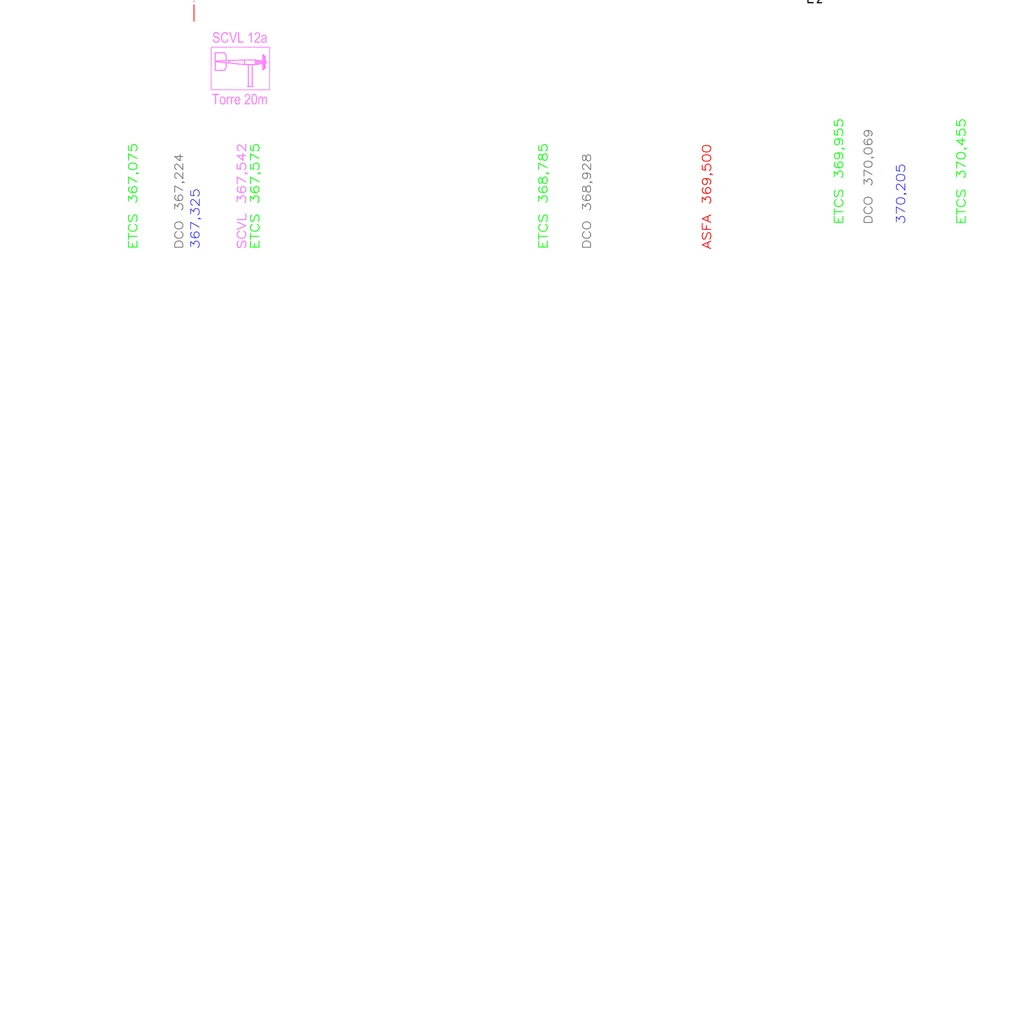 SCVL 12a
Torre 20m
ETCS 367,075
DCO 367,224
367,325
SCVL 367,542
ETCS 367,575
ETCS 368,785
DCO 368,928
ASFA 369,500
ETCS 369,955
DCO 370,069
370,205
ETCS 370,455